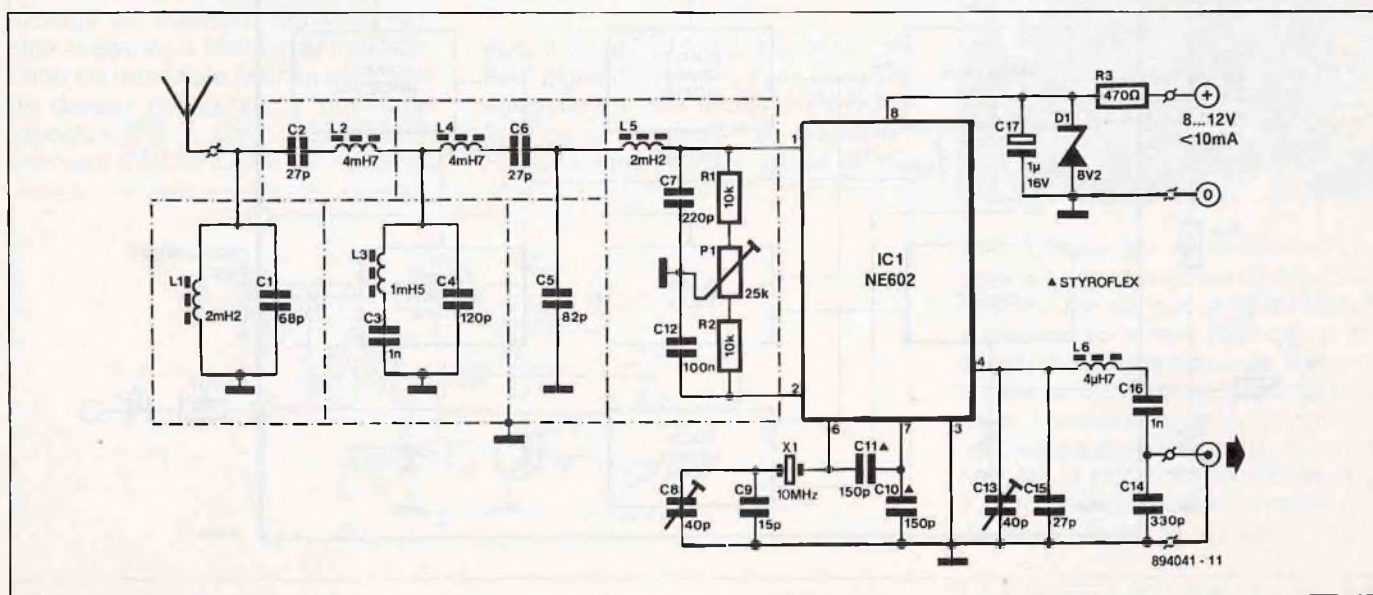 R3
470Ω
8...12V
<10mA
C17
1µ
16V
D1
8V2
0
C2
27p
L2
4mH7
L4
4mH7
C6
27p
L5
2mH2
L1
2mH2
C1
68p
L3
1mH5
C3
1n
C4
120p
C5
82p
C7
220p
R1
10k
P1
25k
C12
100n
R2
10k
1
2
8
IC1
NE602
4
6
7
3
▲ STYROFLEX
L6
4µH7
C16
1n
X1
10MHz
C11▲
150p
C10▲
150p
C8
40p
C9
15p
C13
40p
C15
27p
C14
330p
894041 - 11